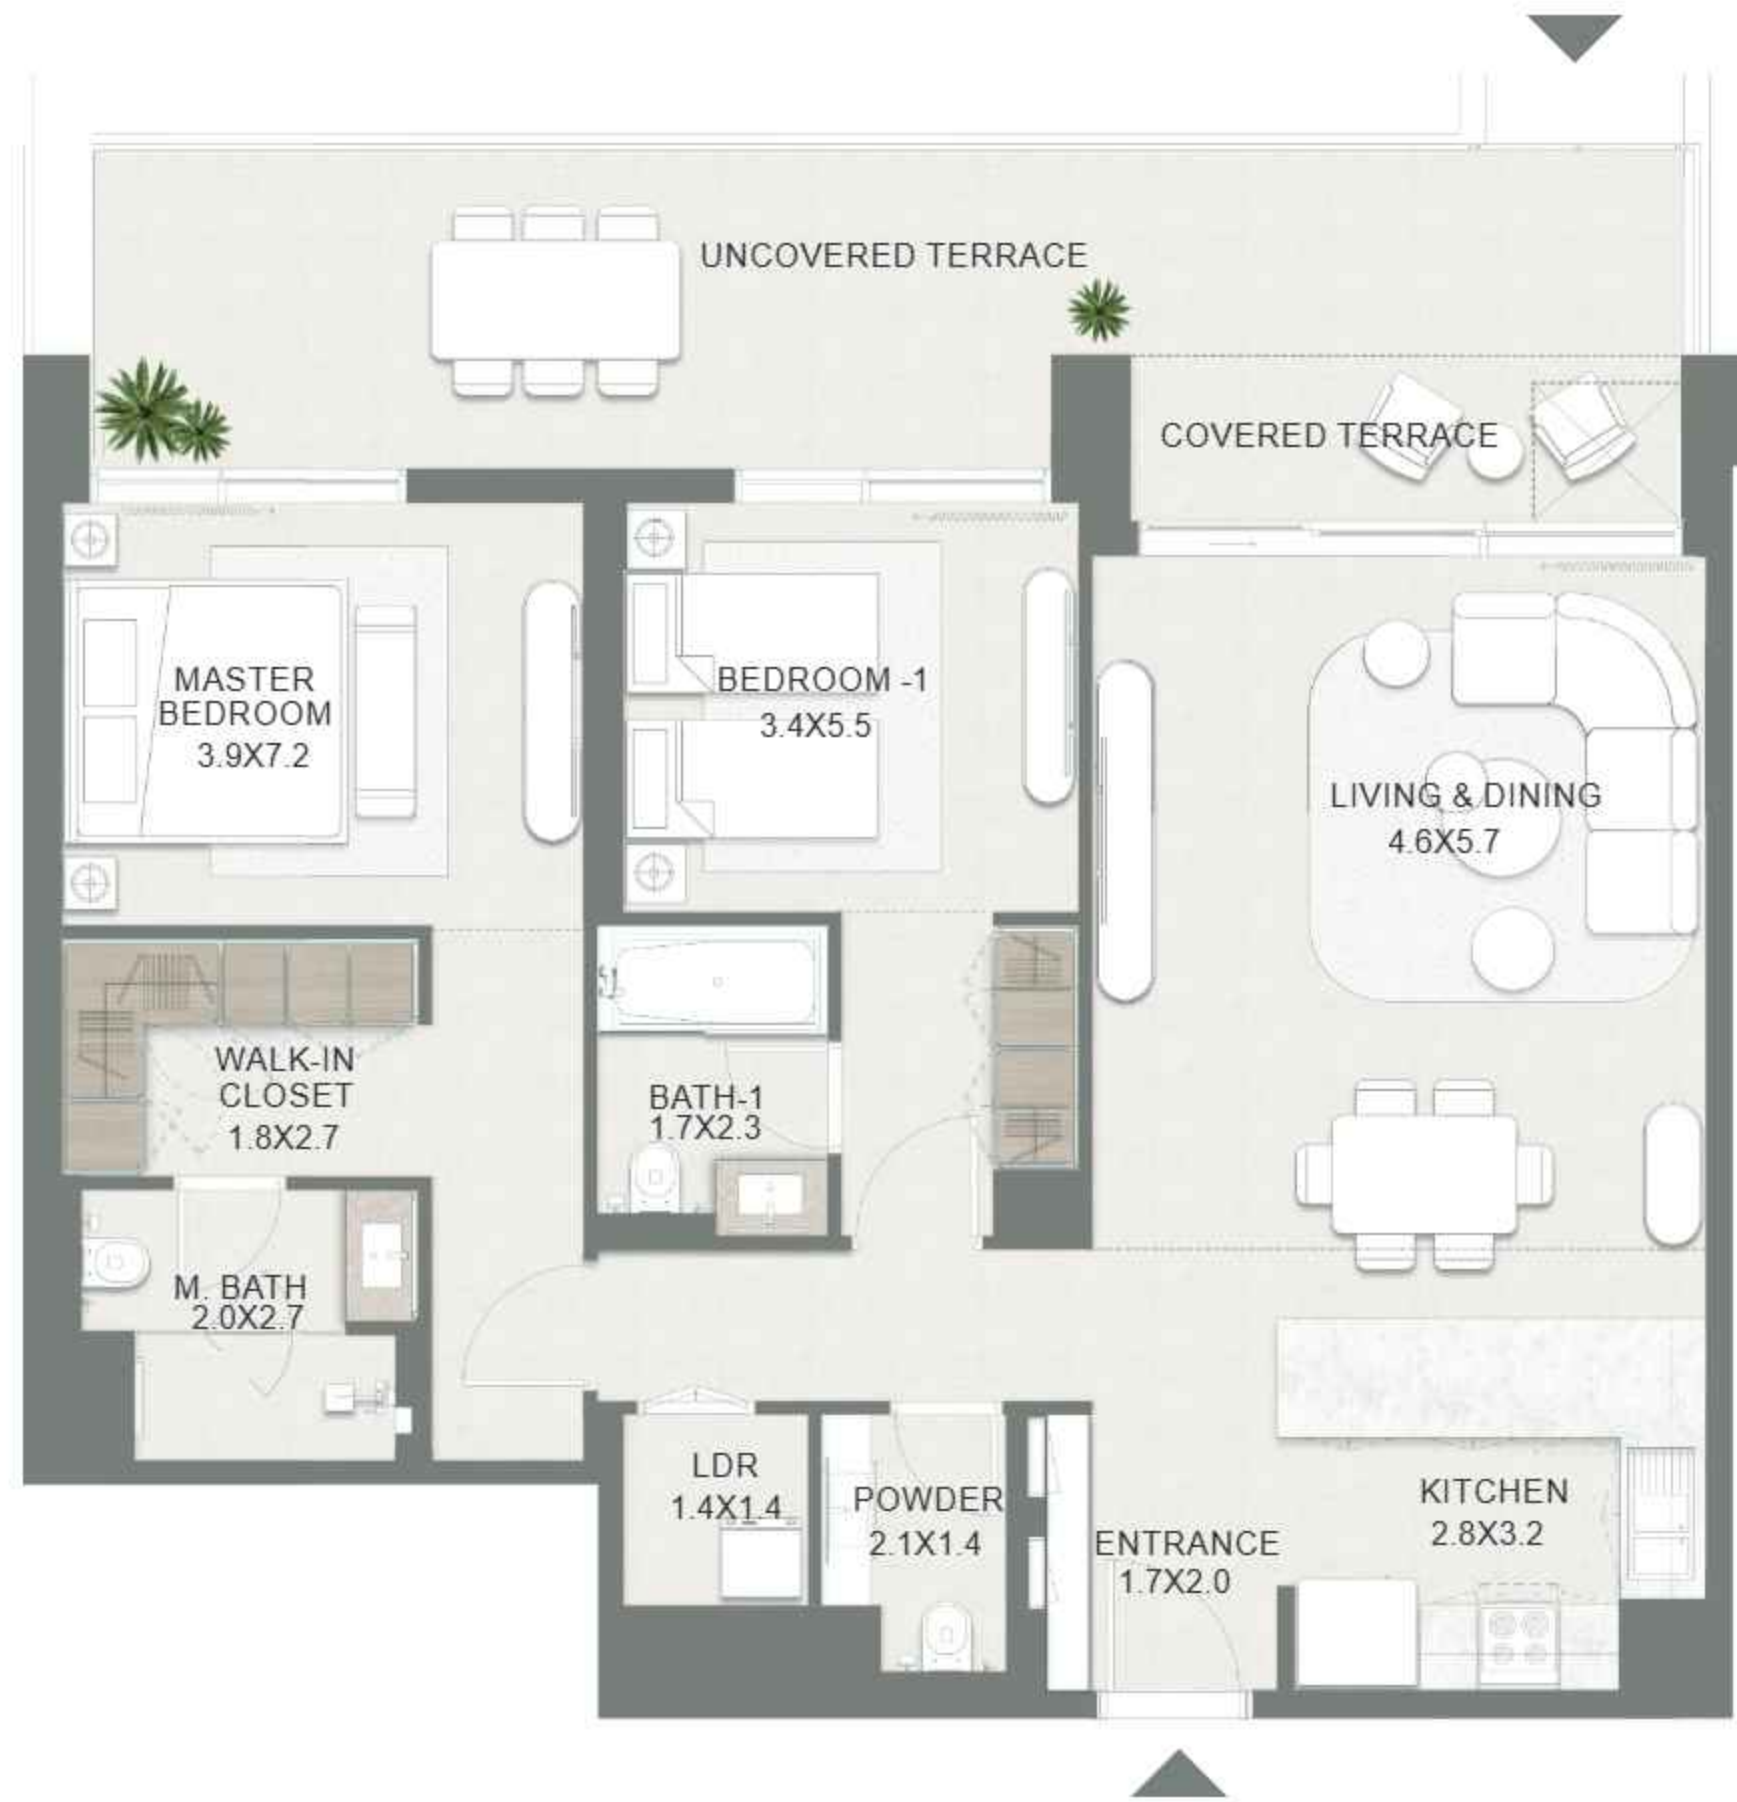 UNCOVERED TERRACE
COVERED TERRACE
MASTER
BEDROOM
3.9X7.2
BEDROOM -1
3.4X5.5
LIVING & DINING
4.6X5.7
WALK-IN
CLOSET
1.8X2.7
BATH-1
1.7X2.3
M. BATH
2.0X2.7
LDR
1.4X1.4
POWDER
2.1X1.4
ENTRANCE
1.7X2.0
KITCHEN
2.8X3.2